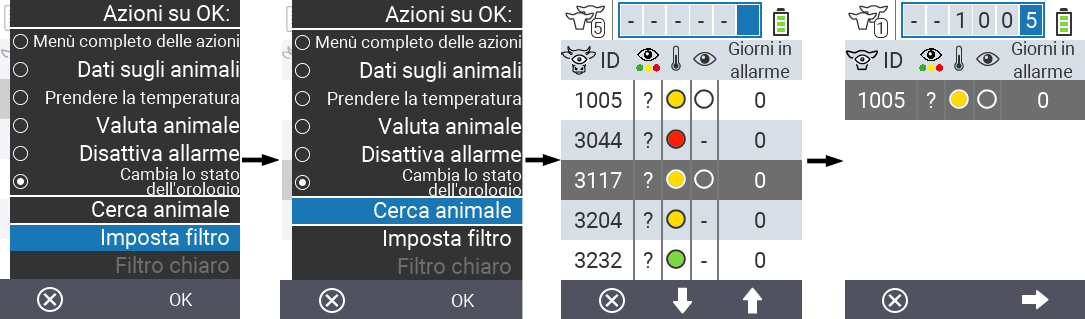 Azioni su OK:
Menù completo delle azioni
Dati sugli animali
Prendere la temperatura
Valuta animale
Disattiva allarme
Cambia lo stato
dell'orologio
Cerca animale
Imposta filtro
Filtro chiaro
OK
Azioni su OK:
Menù completo delle azioni
Dati sugli animali
Prendere la temperatura
Valuta animale
Disattiva allarme
Cambia lo stato
dell'orologio
Cerca animale
Imposta filtro
Filtro chiaro
OK
5 - - - - -
ID Giorni in
allarme
1005 ? 0
3044 ? - 0
3117 ? 0
3204 ? - 0
3232 ? - 0
1 - - 1 0 0 5
ID Giorni in
allarme
1005 ? 0